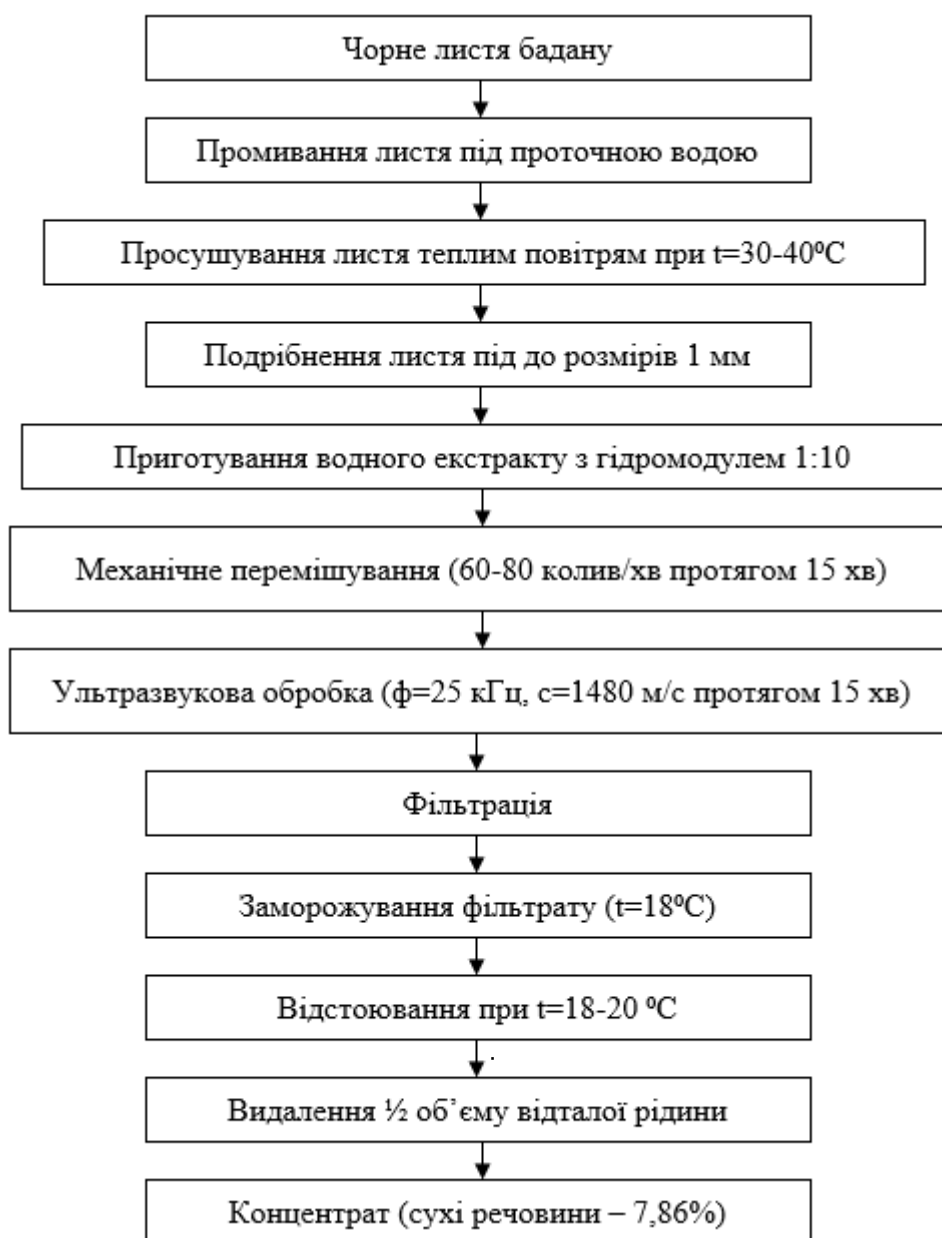 Чорне листя бадану
Промивання листя під проточною водою
Просушування листя теплим повітрям при t=30-40⁰С
Подрібнення листя під до розмірів 1 мм
Приготування водного екстракту з гідромодулем 1:10
Механічне перемішування (60-80 колив/хв протягом 15 хв)
Ультразвукова обробка (ф=25 кГц, с=1480 м/с протягом 15 хв)
Фільтрація
Заморожування фільтрату (t=18⁰С)
Відстоювання при t=18-20 ⁰С
Видалення ½ об’єму відталої рідини
Концентрат (сухі речовини – 7,86%)